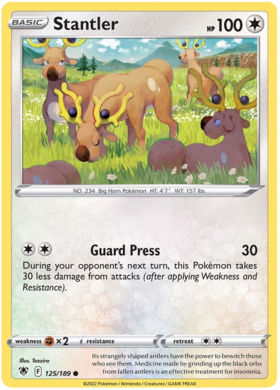 BASIC Stantler HP 100
NO. 234 Big Horn Pokémon HT: 4'7" WT: 157 lbs.
Guard Press 30
During your opponent's next turn, this Pokémon takes
30 less damage from attacks (after applying Weakness and
Resistance).
weakness ×2 resistance retreat
Illus. Teeziro
F 125/189
Its strangely shaped antlers have the power to bewitch those
who see them. Medicine made by grinding up the black orbs
from fallen antlers is an effective treatment for insomnia.
©2022 Pokémon / Nintendo / Creatures / GAME FREAK